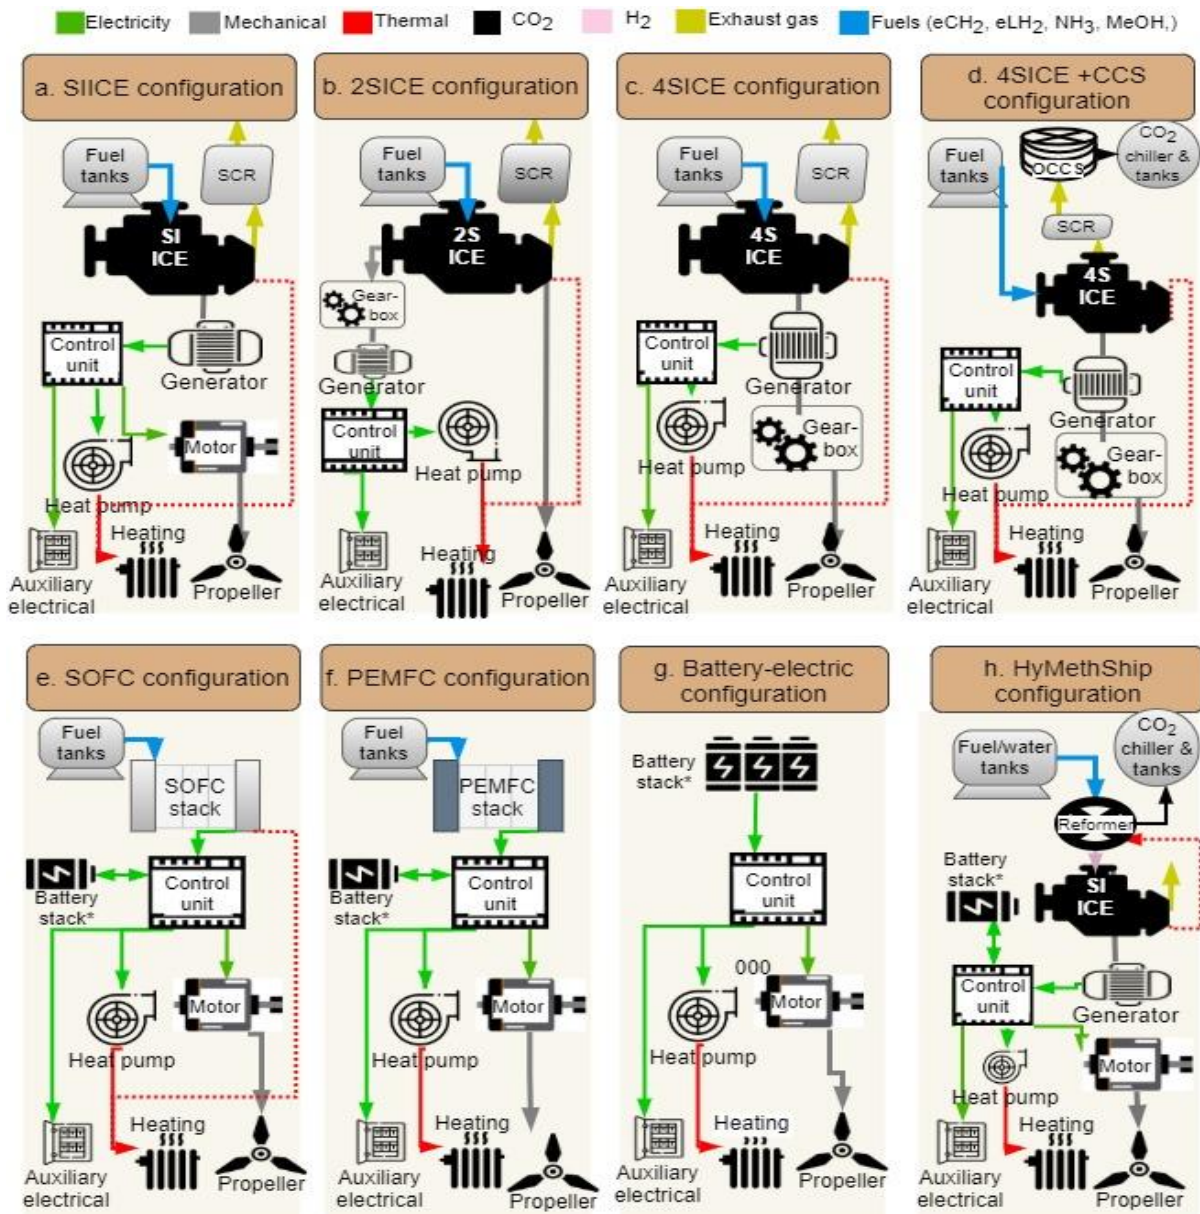 Electricity Mechanical Thermal CO2 H2 Exhaust gas Fuels (eCH2, eLH2, NH3, MeOH,)
a. SIICE configuration
Fuel
tanks
SCR
SI
ICE
Control
unit
Generator
Motor
Heat pump
Heating
Auxiliary
electrical
Propeller
b. 2SICE configuration
Fuel
tanks
SCR
2S
ICE
Gear-
box
Generator
Control
unit
Heat pump
Heating
Auxiliary
electrical
Propeller
c. 4SICE configuration
Fuel
tanks
SCR
4S
ICE
Control
unit
Generator
Gear-
box
Heat pump
Heating
Auxiliary
electrical
Propeller
d. 4SICE +CCS
configuration
Fuel
tanks
OCCS
CO2
chiller &
tanks
SCR
4S
ICE
Control
unit
Generator
Gear-
box
Heat pump
Heating
Auxiliary
electrical
Propeller
e. SOFC configuration
Fuel
tanks
SOFC
stack
Battery
stack*
Control
unit
Motor
Heat pump
Heating
Auxiliary
electrical
Propeller
f. PEMFC configuration
Fuel
tanks
PEMFC
stack
Battery
stack*
Control
unit
Motor
Heat pump
Heating
Auxiliary
electrical
Propeller
g. Battery-electric
configuration
Battery
stack*
Control
unit
000
Motor
Heat pump
Heating
Auxiliary
electrical
Propeller
h. HyMethShip
configuration
Fuel/water
tanks
CO2
chiller &
tanks
Reformer
Battery
stack*
SI
ICE
Control
unit
Generator
Motor
Heat pump
Heating
Auxiliary
electrical
Propeller